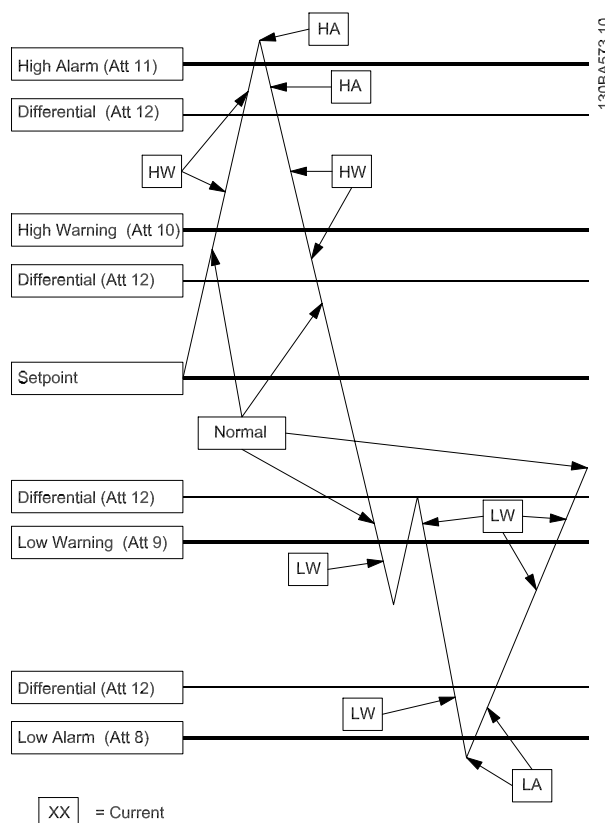 HA
130BA573.10
High Alarm (Att 11)
HA
Differential (Att 12)
HW
HW
High Warning (Att 10)
Differential (Att 12)
Setpoint
Normal
Differential (Att 12)
LW
Low Warning (Att 9)
LW
Differential (Att 12)
LW
Low Alarm (Att 8)
LA
XX = Current